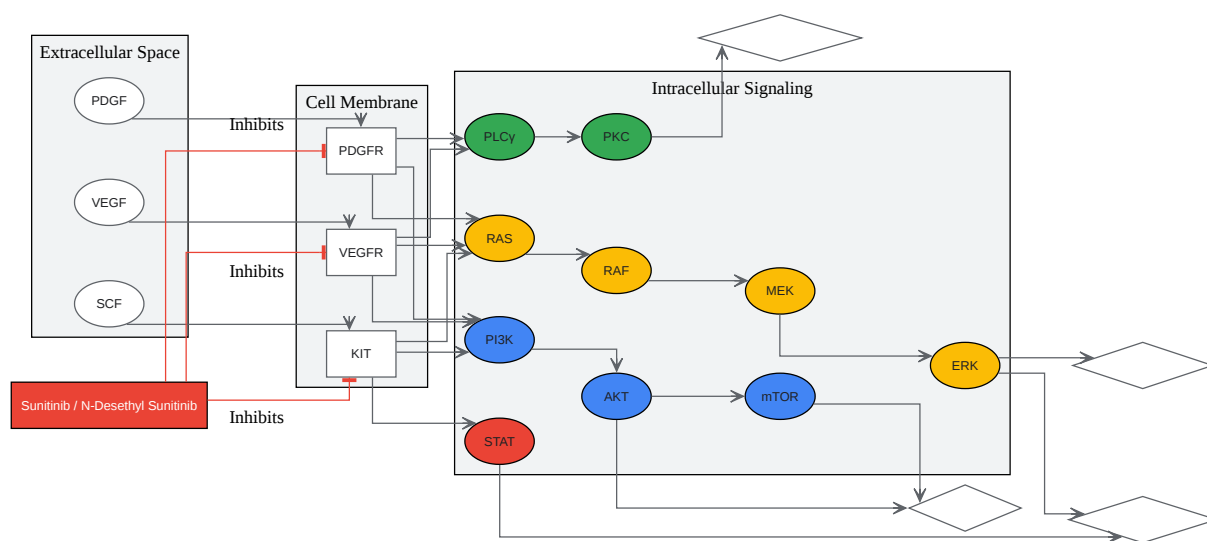 Extracellular Space
PDGF
VEGF
SCF
Sunitinib / N-Desethyl Sunitinib
Inhibits
Inhibits
Inhibits
Cell Membrane
PDGFR
VEGFR
KIT
Intracellular Signaling
PLCγ
PKC
RAS
RAF
MEK
ERK
PI3K
AKT
mTOR
STAT